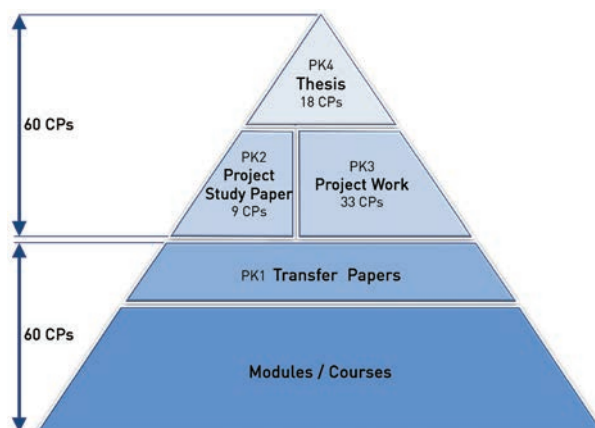 PK4
Thesis
18 CPs
60 CPs
PK2
Project
Study Paper
9 CPs
PK3
Project Work
33 CPs
PK1 Transfer Papers
60 CPs
Modules / Courses